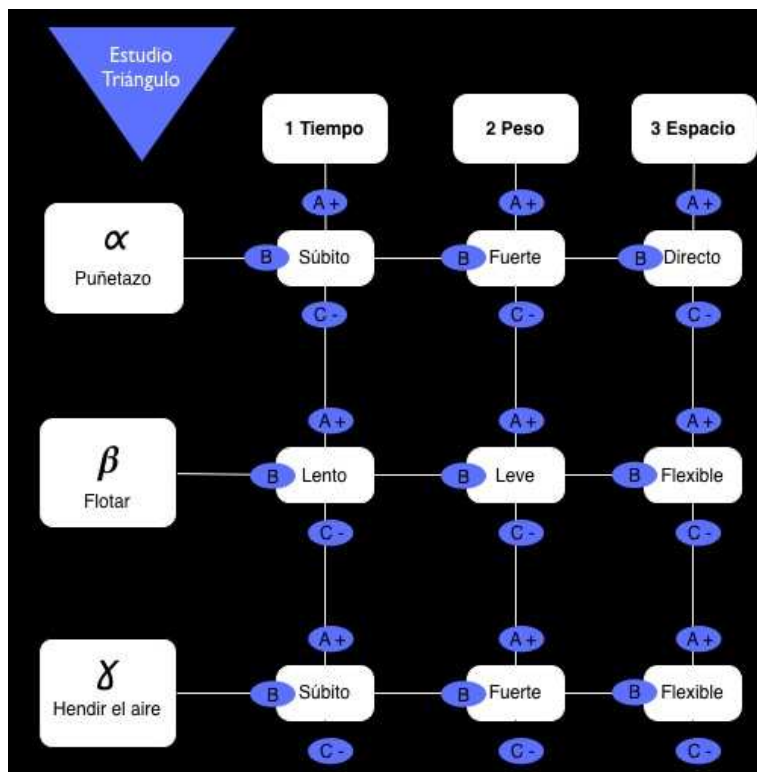 Estudio
Triángulo
1 Tiempo
2 Peso
3 Espacio
A +
A +
A +
α
Puñetazo
B
Súbito
B
Fuerte
B
Directo
C -
C -
C -
A +
A +
A +
β
Flotar
B
Lento
B
Leve
B
Flexible
C -
C -
C -
A +
A +
A +
ɣ
Hendir el aire
B
Súbito
B
Fuerte
B
Flexible
C -
C -
C -